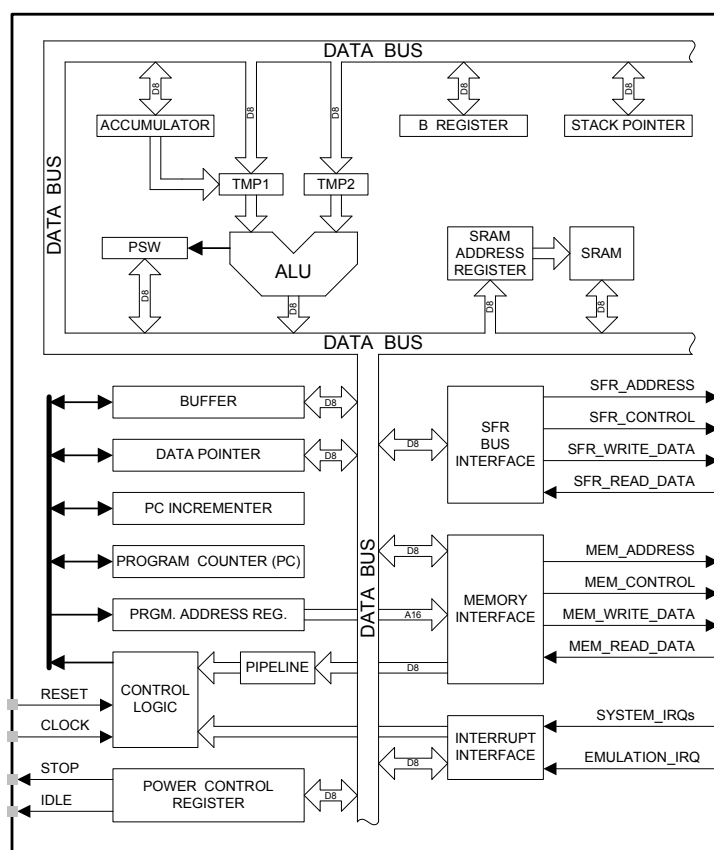 DATA BUS
D8
D8
D8
D8
D8
ACCUMULATOR
B REGISTER
STACK POINTER
DATA BUS
TMP1
TMP2
PSW
ALU
SRAM
ADDRESS
REGISTER
SRAM
D8
D8
D8
D8
DATA BUS
BUFFER
D8
DATA POINTER
D8
PC INCREMENTER
PROGRAM COUNTER (PC)
PRGM. ADDRESS REG.
A16
DATA BUS
D8
SFR
BUS
INTERFACE
SFR_ADDRESS
SFR_CONTROL
SFR_WRITE_DATA
SFR_READ_DATA
D8
MEMORY
INTERFACE
MEM_ADDRESS
MEM_CONTROL
MEM_WRITE_DATA
MEM_READ_DATA
CONTROL
LOGIC
PIPELINE
D8
RESET
CLOCK
INTERRUPT
INTERFACE
D8
SYSTEM_IRQs
EMULATION_IRQ
STOP
IDLE
POWER CONTROL
REGISTER
D8